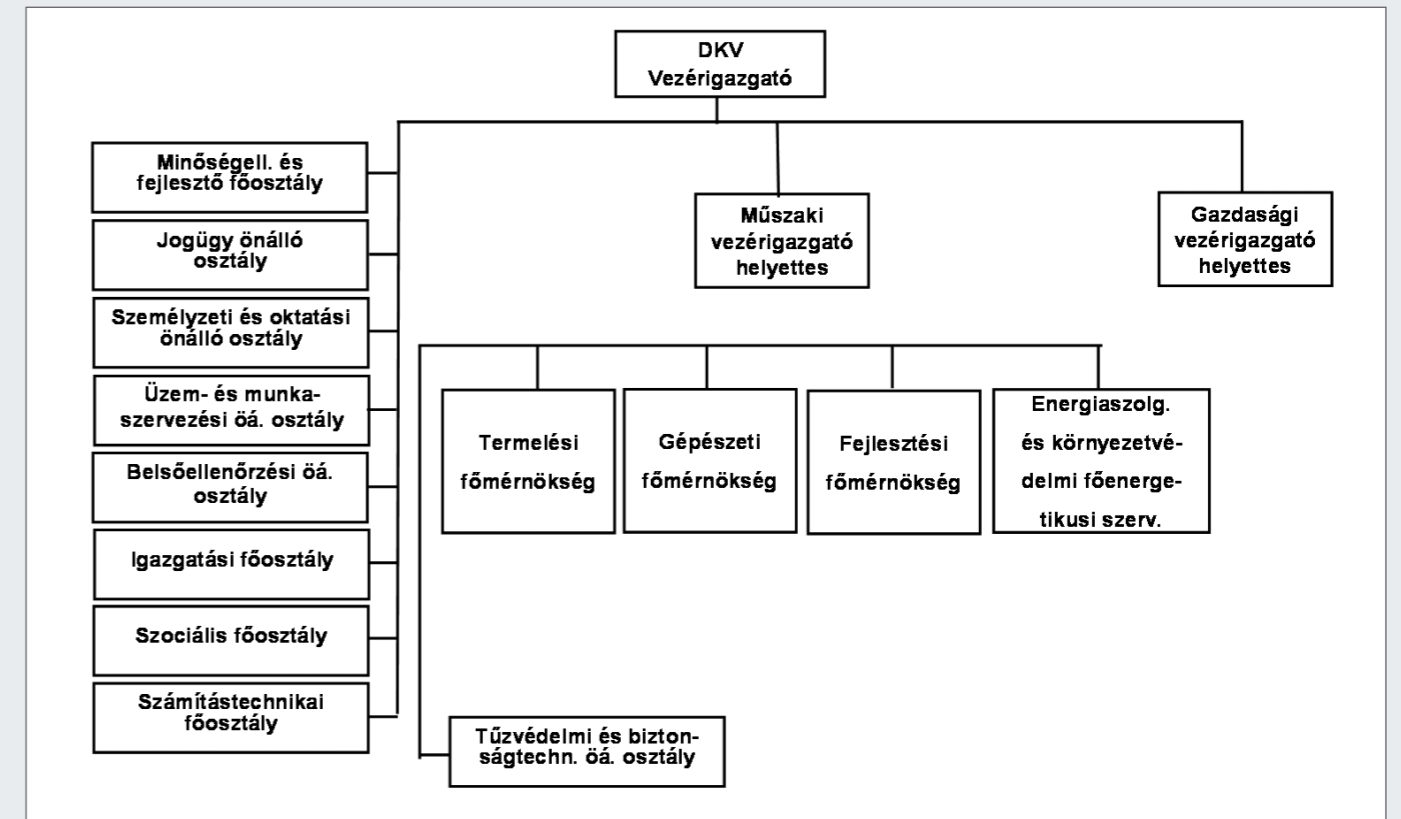 DKV
Vezérigazgató
Minőségell. és
fejlesztő főosztály
Jogügy önálló
osztály
Személyzeti és oktatási
önálló osztály
Üzem- és munka-
szervezési öá. osztály
Belsőellenőrzési öá.
osztály
Igazgatási főosztály
Szociális főosztály
Számítástechnikai
főosztály
Műszaki
vezérigazgató
helyettes
Gazdasági
vezérigazgató
helyettes
Termelési
főmérnökség
Gépészeti
főmérnökség
Fejlesztési
főmérnökség
Energiaszolg.
és környezetvé-
delmi főenerge-
tikusi szerv.
Tűzvédelmi és bizton-
ságtechn. öá. osztály